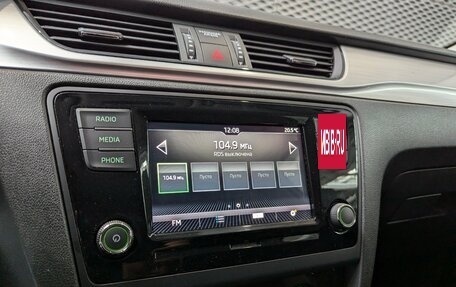 12:08
20.5 °C
RADIO
104.9 МГц
RDS выключена
MEDIA
PHONE
104.9 МГц Пусто Пусто Пусто Пусто
FM